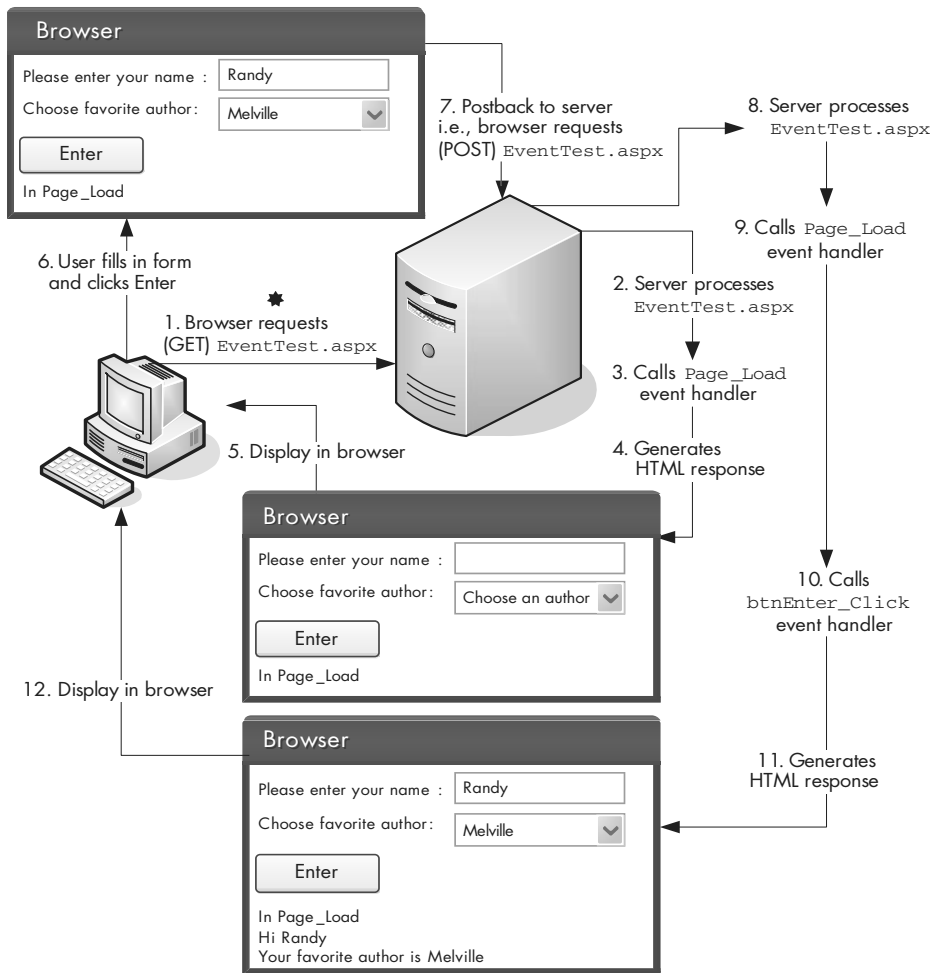 Browser
Please enter your name :
Randy
Choose favorite author:
Melville
Enter
In Page_Load
7. Postback to server
i.e., browser requests
(POST) EventTest.aspx
8. Server processes
EventTest.aspx
9. Calls Page_Load
event handler
6. User fills in form
and clicks Enter
1. Browser requests
(GET) EventTest.aspx
2. Server processes
EventTest.aspx
3. Calls Page_Load
event handler
4. Generates
HTML response
5. Display in browser
Browser
Please enter your name :
Choose favorite author:
Choose an author
Enter
In Page_Load
10. Calls
btnEnter_Click
event handler
12. Display in browser
11. Generates
HTML response
Browser
Please enter your name :
Randy
Choose favorite author:
Melville
Enter
In Page_Load
Hi Randy
Your favorite author is Melville